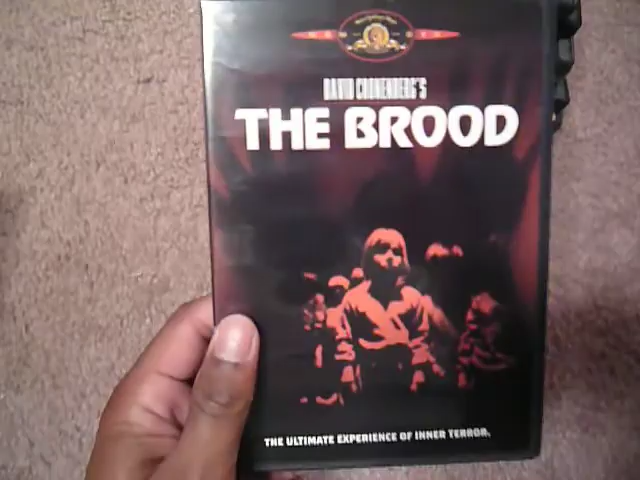 DAVID CRONENBERG'S
THE BROOD
THE ULTIMATE EXPERIENCE OF INNER TERROR.